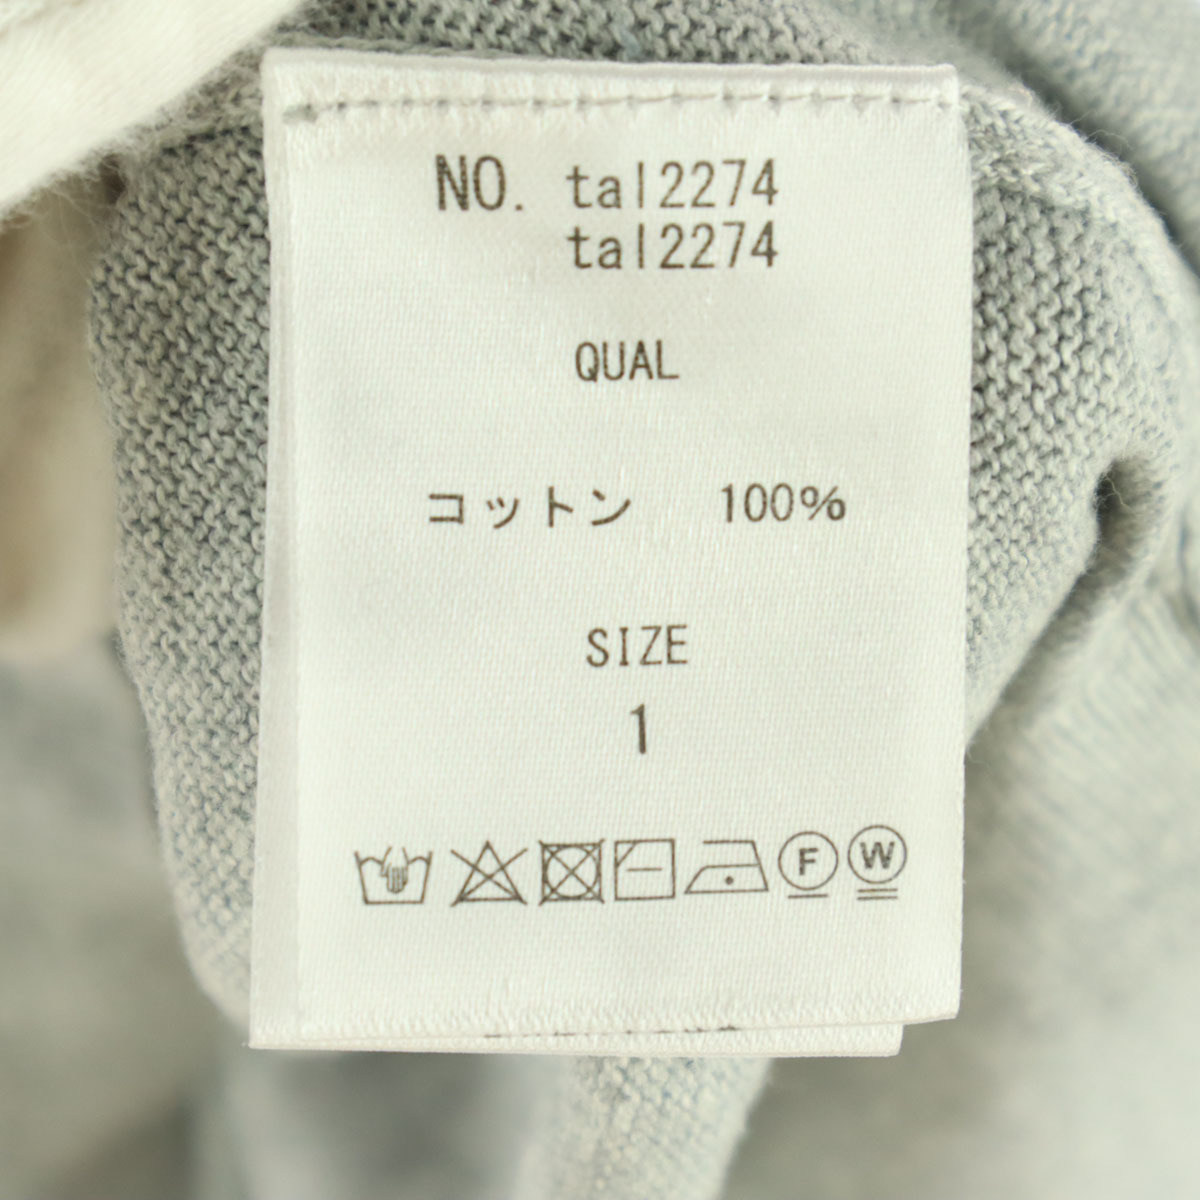 NO. tal2274
tal2274
QUAL
コットン 100%
SIZE
1
F W